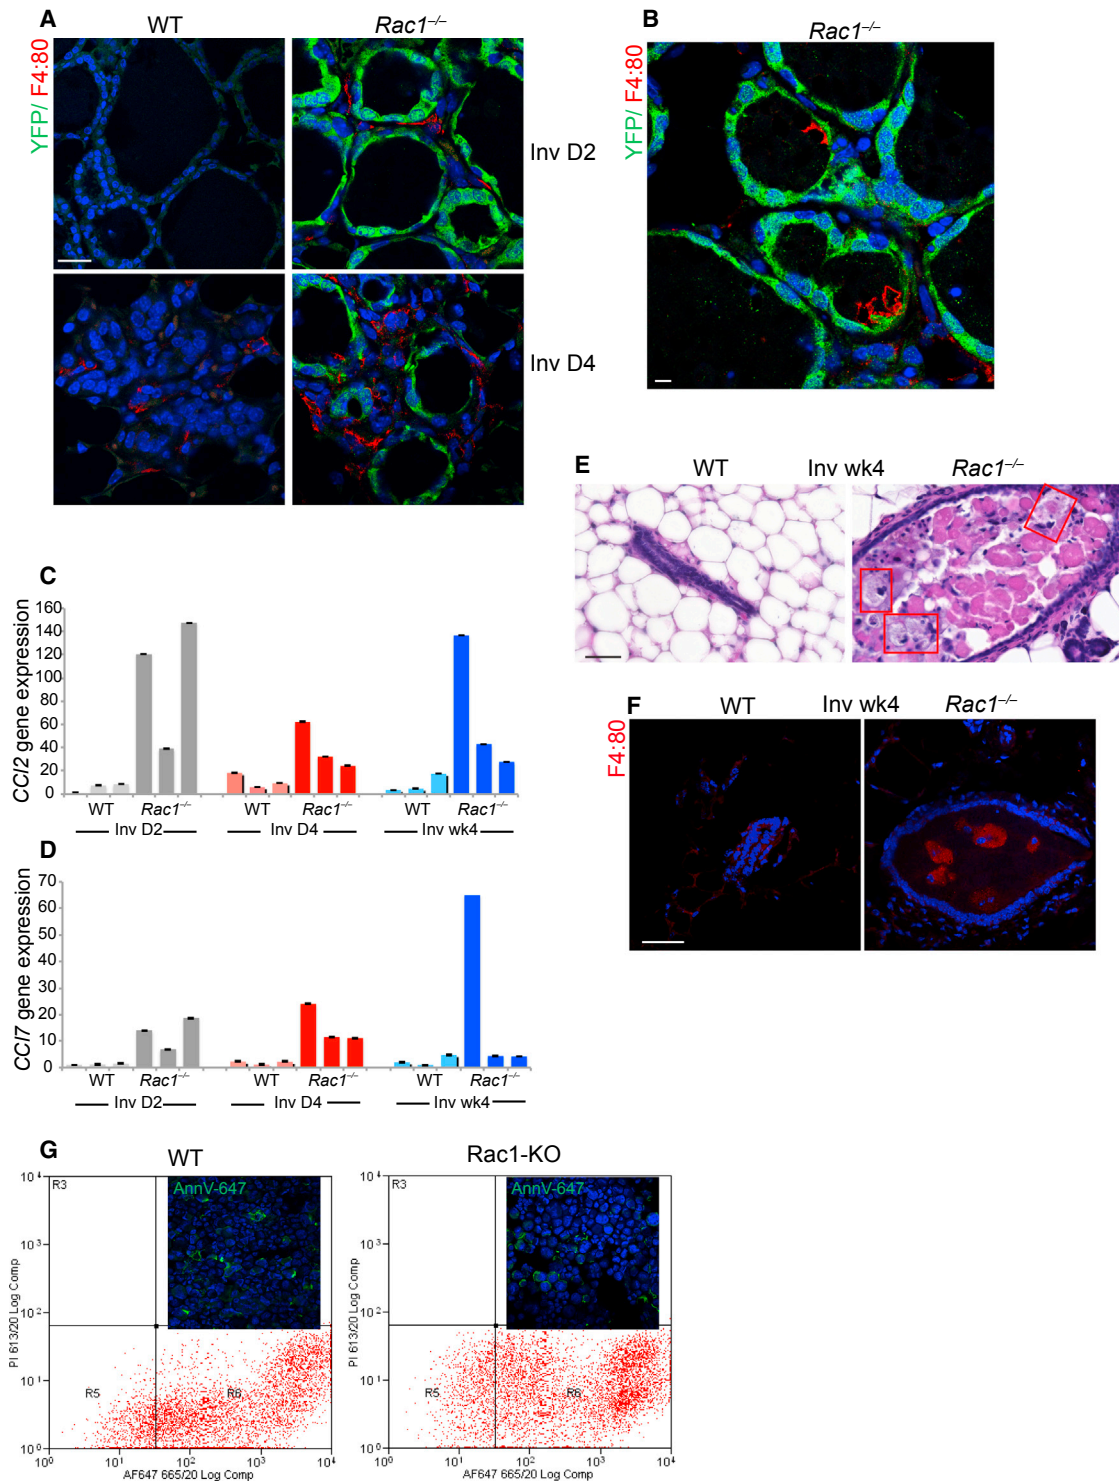 A
WT
Rac1–/–
YFP/ F4:80
Inv D2
Inv D4
B
Rac1–/–
YFP/ F4:80
C
CCl2 gene expression
160
140
120
100
80
60
40
20
0
WT Rac1–/– WT Rac1–/– WT Rac1–/–
Inv D2 Inv D4 Inv wk4
D
CCl7 gene expression
70
60
50
40
30
20
10
0
WT Rac1–/– WT Rac1–/– WT Rac1–/–
Inv D2 Inv D4 Inv wk4
E
WT Inv wk4 Rac1–/–
F
WT Inv wk4 Rac1–/–
F4:80
G
WT
R3
AnnV-647
R5
R6
PI 613/20 Log Comp
10⁴
10³
10²
10¹
10⁰
10⁰ 10¹ 10² 10³ 10⁴
AF647 665/20 Log Comp
Rac1-KO
R3
AnnV-647
R5
R6
PI 613/20 Log Comp
10⁴
10³
10²
10¹
10⁰
10⁰ 10¹ 10² 10³ 10⁴
AF647 665/20 Log Comp